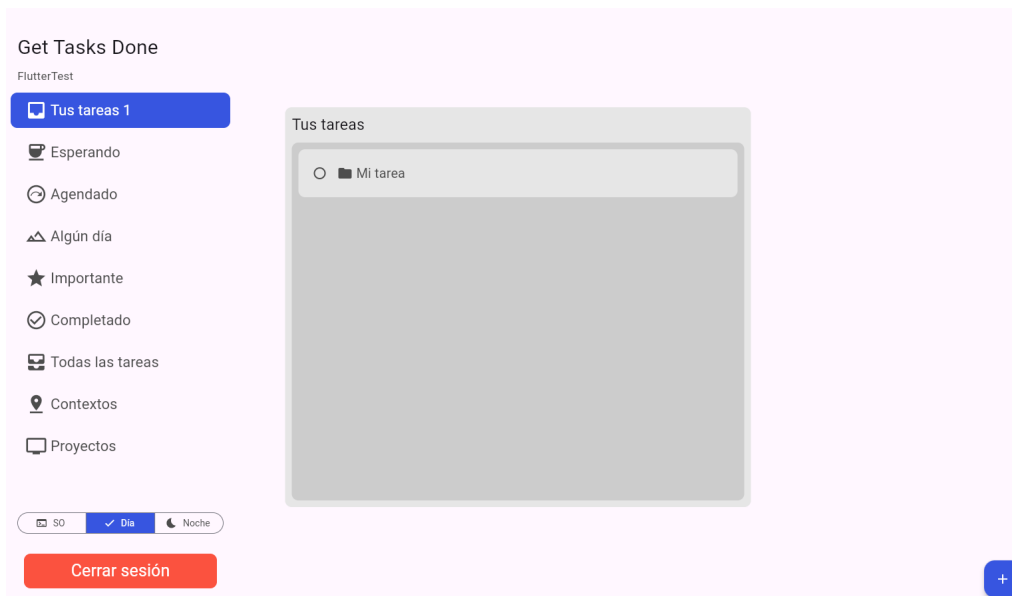 Get Tasks Done
FlutterTest
Tus tareas 1
Esperando
Agendado
Algún día
Importante
Completado
Todas las tareas
Contextos
Proyectos
SO
Día
Noche
Cerrar sesión
Tus tareas
Mi tarea
+